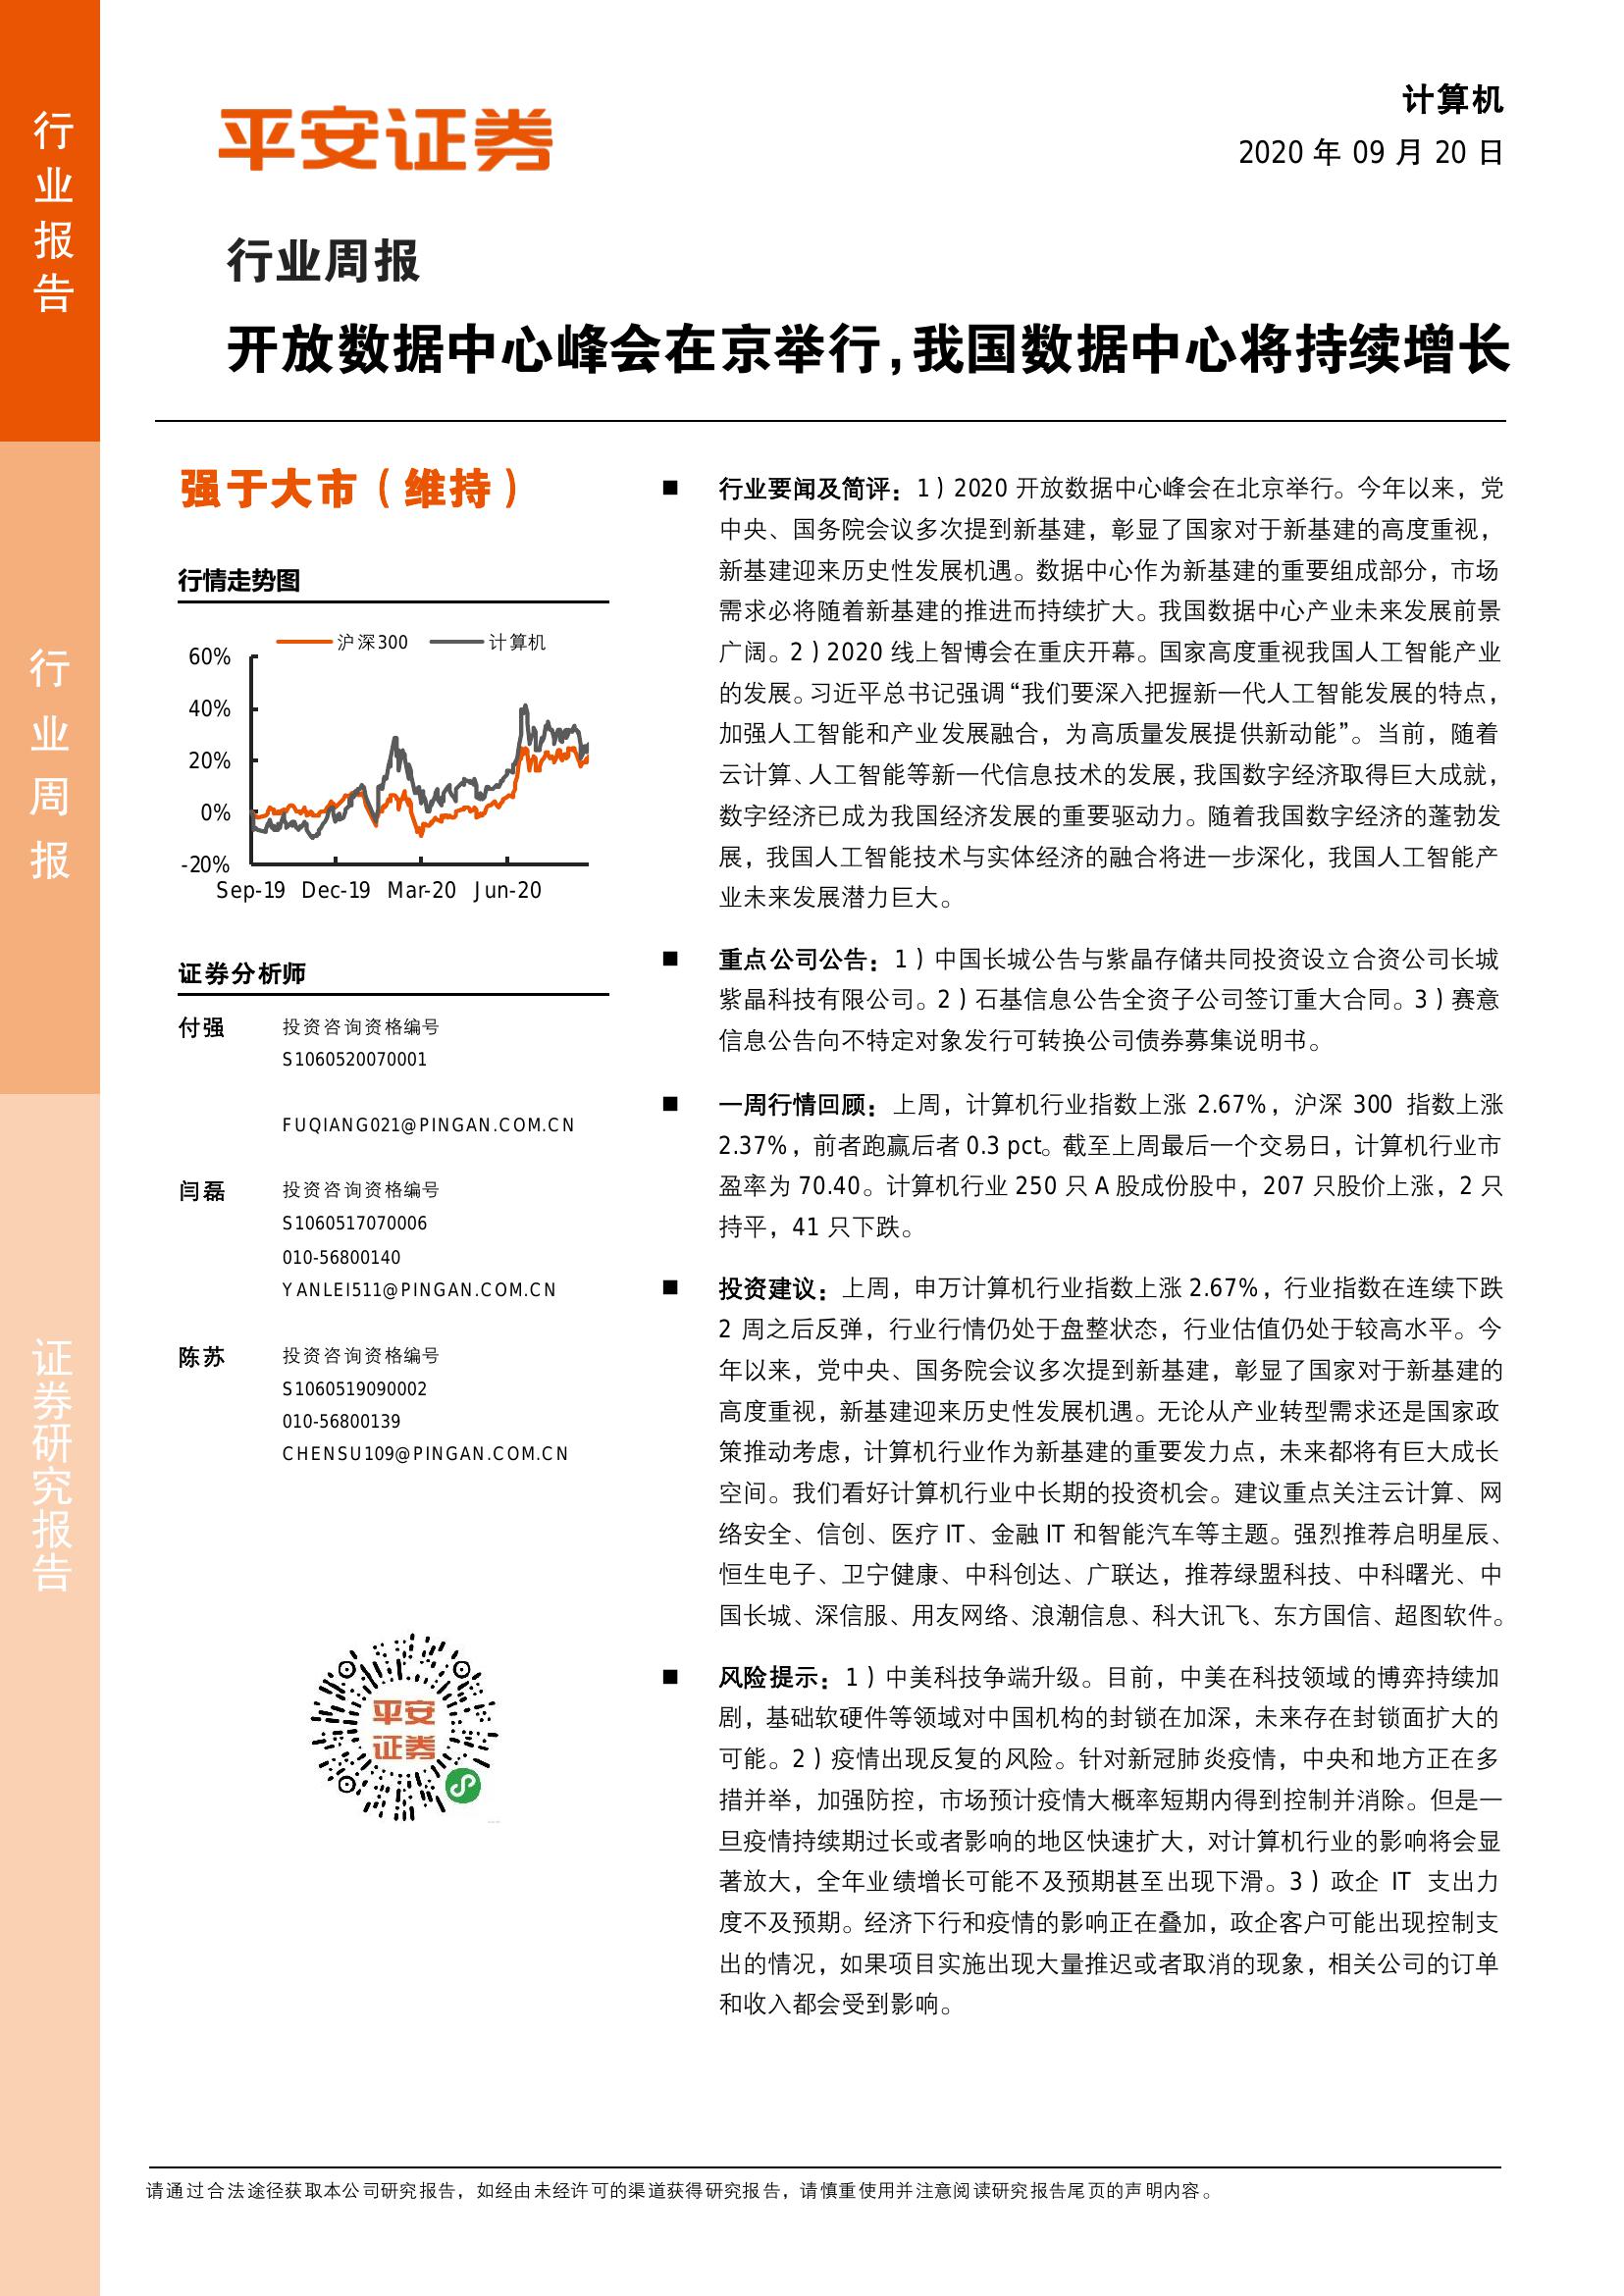 行业报告
行业周报
证券研究报告
平安证券
计算机
2020 年 09 月 20 日
行业周报
开放数据中心峰会在京举行,我国数据中心将持续增长
强于大市（维持）
行情走势图
沪深300 计算机
60%
40%
20%
0%
-20%
Sep-19 Dec-19 Mar-20 Jun-20
证券分析师
付强 投资咨询资格编号
S1060520070001
FUQIANG021@PINGAN.COM.CN
闫磊 投资咨询资格编号
S1060517070006
010-56800140
YANLEI511@PINGAN.COM.CN
陈苏 投资咨询资格编号
S1060519090002
010-56800139
CHENSU109@PINGAN.COM.CN
平安
证券
■ 行业要闻及简评：1）2020 开放数据中心峰会在北京举行。今年以来，党
中央、国务院会议多次提到新基建，彰显了国家对于新基建的高度重视，
新基建迎来历史性发展机遇。数据中心作为新基建的重要组成部分，市场
需求必将随着新基建的推进而持续扩大。我国数据中心产业未来发展前景
广阔。2）2020 线上智博会在重庆开幕。国家高度重视我国人工智能产业
的发展。习近平总书记强调“我们要深入把握新一代人工智能发展的特点，
加强人工智能和产业发展融合，为高质量发展提供新动能”。当前，随着
云计算、人工智能等新一代信息技术的发展，我国数字经济取得巨大成就，
数字经济已成为我国经济发展的重要驱动力。随着我国数字经济的蓬勃发
展，我国人工智能技术与实体经济的融合将进一步深化，我国人工智能产
业未来发展潜力巨大。
■ 重点公司公告：1）中国长城公告与紫晶存储共同投资设立合资公司长城
紫晶科技有限公司。2）石基信息公告全资子公司签订重大合同。3）赛意
信息公告向不特定对象发行可转换公司债券募集说明书。
■ 一周行情回顾：上周，计算机行业指数上涨 2.67%，沪深 300 指数上涨
2.37%，前者跑赢后者 0.3 pct。截至上周最后一个交易日，计算机行业市
盈率为 70.40。计算机行业 250 只 A 股成份股中，207 只股价上涨，2 只
持平，41 只下跌。
■ 投资建议：上周，申万计算机行业指数上涨 2.67%，行业指数在连续下跌
2 周之后反弹，行业行情仍处于盘整状态，行业估值仍处于较高水平。今
年以来，党中央、国务院会议多次提到新基建，彰显了国家对于新基建的
高度重视，新基建迎来历史性发展机遇。无论从产业转型需求还是国家政
策推动考虑，计算机行业作为新基建的重要发力点，未来都将有巨大成长
空间。我们看好计算机行业中长期的投资机会。建议重点关注云计算、网
络安全、信创、医疗 IT、金融 IT 和智能汽车等主题。强烈推荐启明星辰、
恒生电子、卫宁健康、中科创达、广联达，推荐绿盟科技、中科曙光、中
国长城、深信服、用友网络、浪潮信息、科大讯飞、东方国信、超图软件。
■ 风险提示：1）中美科技争端升级。目前，中美在科技领域的博弈持续加
剧，基础软硬件等领域对中国机构的封锁在加深，未来存在封锁面扩大的
可能。2）疫情出现反复的风险。针对新冠肺炎疫情，中央和地方正在多
措并举，加强防控，市场预计疫情大概率短期内得到控制并消除。但是一
旦疫情持续期过长或者影响的地区快速扩大，对计算机行业的影响将会显
著放大，全年业绩增长可能不及预期甚至出现下滑。3）政企 IT 支出力
度不及预期。经济下行和疫情的影响正在叠加，政企客户可能出现控制支
出的情况，如果项目实施出现大量推迟或者取消的现象，相关公司的订单
和收入都会受到影响。
请通过合法途径获取本公司研究报告，如经由未经许可的渠道获得研究报告，请慎重使用并注意阅读研究报告尾页的声明内容。